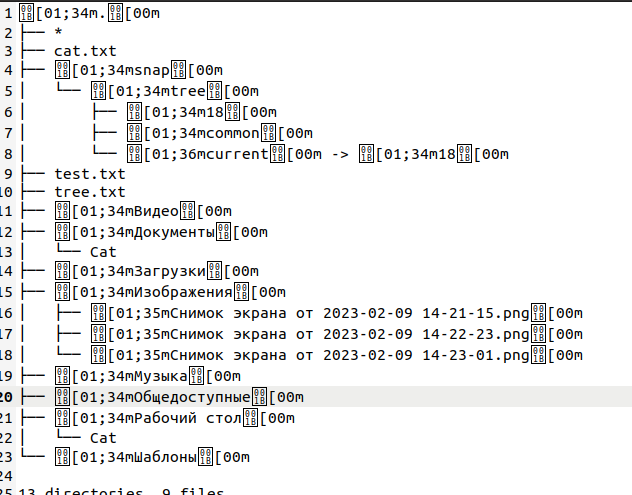 1 [01;34m.[00m
2 ├── *
3 ├── cat.txt
4 ├── [01;34msnap[00m
5 │   └── [01;34mtree[00m
6 │       ├── [01;34m18[00m
7 │       ├── [01;34mcommon[00m
8 │       └── [01;36mcurrent[00m -> [01;34m18[00m
9 ├── test.txt
10 ├── tree.txt
11 ├── [01;34mВидео[00m
12 ├── [01;34mДокументы[00m
13 │   └── Cat
14 ├── [01;34mЗагрузки[00m
15 ├── [01;34mИзображения[00m
16 │   ├── [01;35mСнимок экрана от 2023-02-09 14-21-15.png[00m
17 │   ├── [01;35mСнимок экрана от 2023-02-09 14-22-23.png[00m
18 │   └── [01;35mСнимок экрана от 2023-02-09 14-23-01.png[00m
19 ├── [01;34mМузыка[00m
20 ├── [01;34mОбщедоступные[00m
21 ├── [01;34mРабочий стол[00m
22 │   └── Cat
23 └── [01;34mШаблоны[00m
24
25 13 directories, 9 files